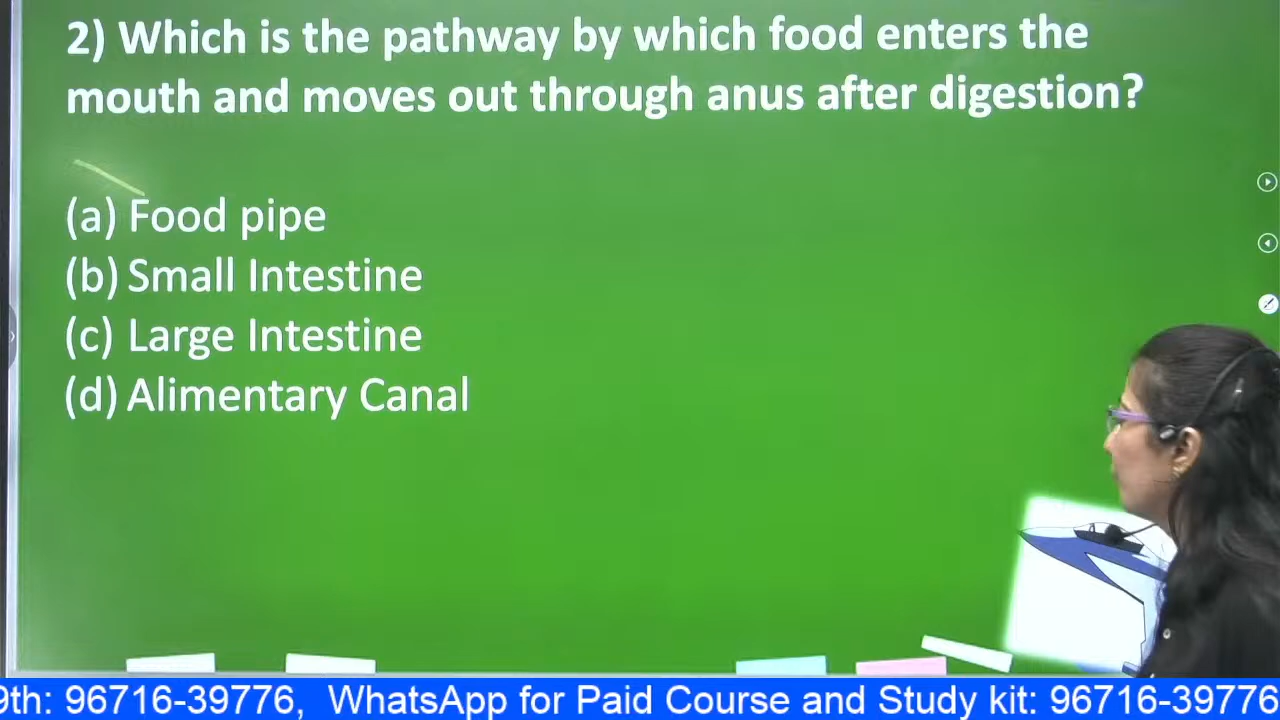 2) Which is the pathway by which food enters the
mouth and moves out through anus after digestion?
(a) Food pipe
(b) Small Intestine
(c) Large Intestine
(d) Alimentary Canal
9th: 96716-39776, WhatsApp for Paid Course and Study kit: 96716-39776